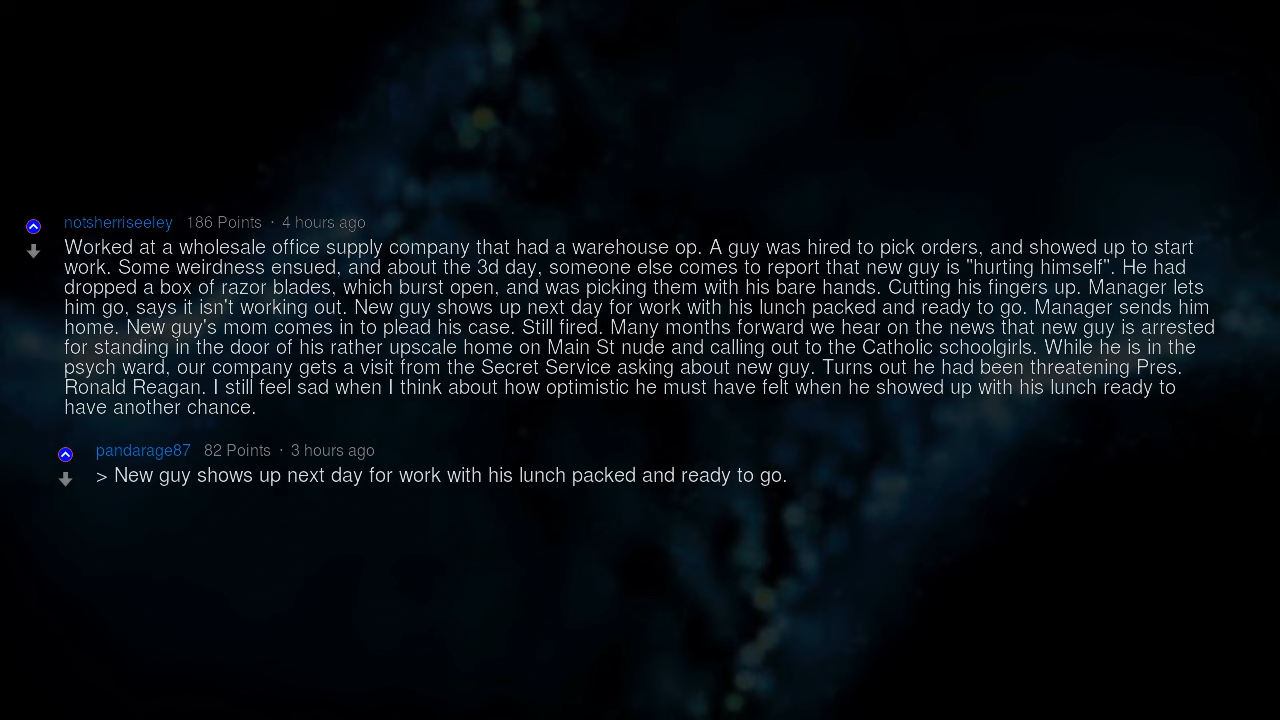 notsherriseeley 186 Points · 4 hours ago
Worked at a wholesale office supply company that had a warehouse op. A guy was hired to pick orders, and showed up to start
work. Some weirdness ensued, and about the 3d day, someone else comes to report that new guy is "hurting himself". He had
dropped a box of razor blades, which burst open, and was picking them with his bare hands. Cutting his fingers up. Manager lets
him go, says it isn't working out. New guy shows up next day for work with his lunch packed and ready to go. Manager sends him
home. New guy's mom comes in to plead his case. Still fired. Many months forward we hear on the news that new guy is arrested
for standing in the door of his rather upscale home on Main St nude and calling out to the Catholic schoolgirls. While he is in the
psych ward, our company gets a visit from the Secret Service asking about new guy. Turns out he had been threatening Pres.
Ronald Reagan. I still feel sad when I think about how optimistic he must have felt when he showed up with his lunch ready to
have another chance.
pandarage87 82 Points · 3 hours ago
> New guy shows up next day for work with his lunch packed and ready to go.